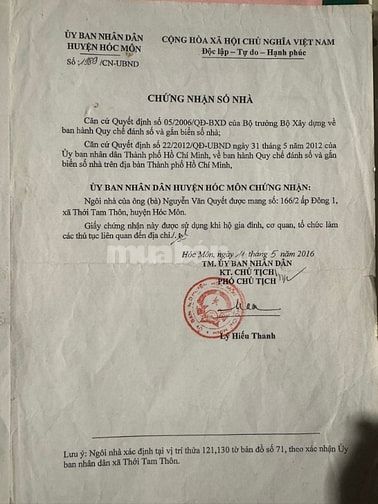 ỦY BAN NHÂN DÂN
HUYỆN HÓC MÔN
Số: /CN-UBND
CỘNG HÒA XÃ HỘI CHỦ NGHĨA VIỆT NAM
Độc lập – Tự do – Hạnh phúc
CHỨNG NHẬN SỐ NHÀ
Căn cứ Quyết định số 05/2006/QĐ-BXD của Bộ trưởng Bộ Xây dựng về
ban hành Quy chế đánh số và gắn biển số nhà;
Căn cứ Quyết định số 22/2012/QĐ-UBND ngày 31 tháng 5 năm 2012 của
Ủy ban nhân dân Thành phố Hồ Chí Minh, về ban hành Quy chế đánh số và gắn
biển số nhà trên địa bàn Thành phố Hồ Chí Minh,
ỦY BAN NHÂN DÂN HUYỆN HÓC MÔN CHỨNG NHẬN:
Ngôi nhà của ông (bà) Nguyễn Văn Quyết được mang số: 166/2 ấp Đông 1,
xã Thới Tam Thôn, huyện Hóc Môn.
Giấy chứng nhận này được sử dụng khi hộ gia đình, cơ quan, tổ chức làm
các thủ tục liên quan đến địa chỉ./.
Hóc Môn, ngày tháng 5 năm 2016
TM. ỦY BAN NHÂN DÂN
KT. CHỦ TỊCH
PHÓ CHỦ TỊCH
Lý Hiếu Thanh
Lưu ý: Ngôi nhà xác định tại vị trí thửa 121,130 tờ bản đồ số 71, theo xác nhận Ủy
ban nhân dân xã Thới Tam Thôn.